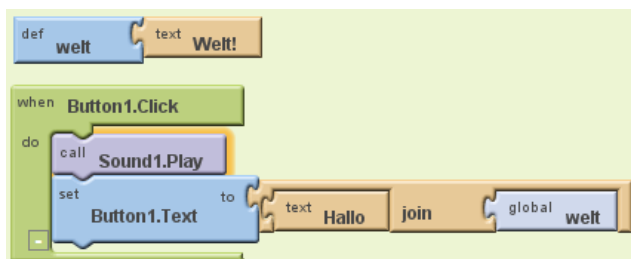 def welt text Welt!
when Button1.Click
do call Sound1.Play
set Button1.Text to text Hallo join global welt
-